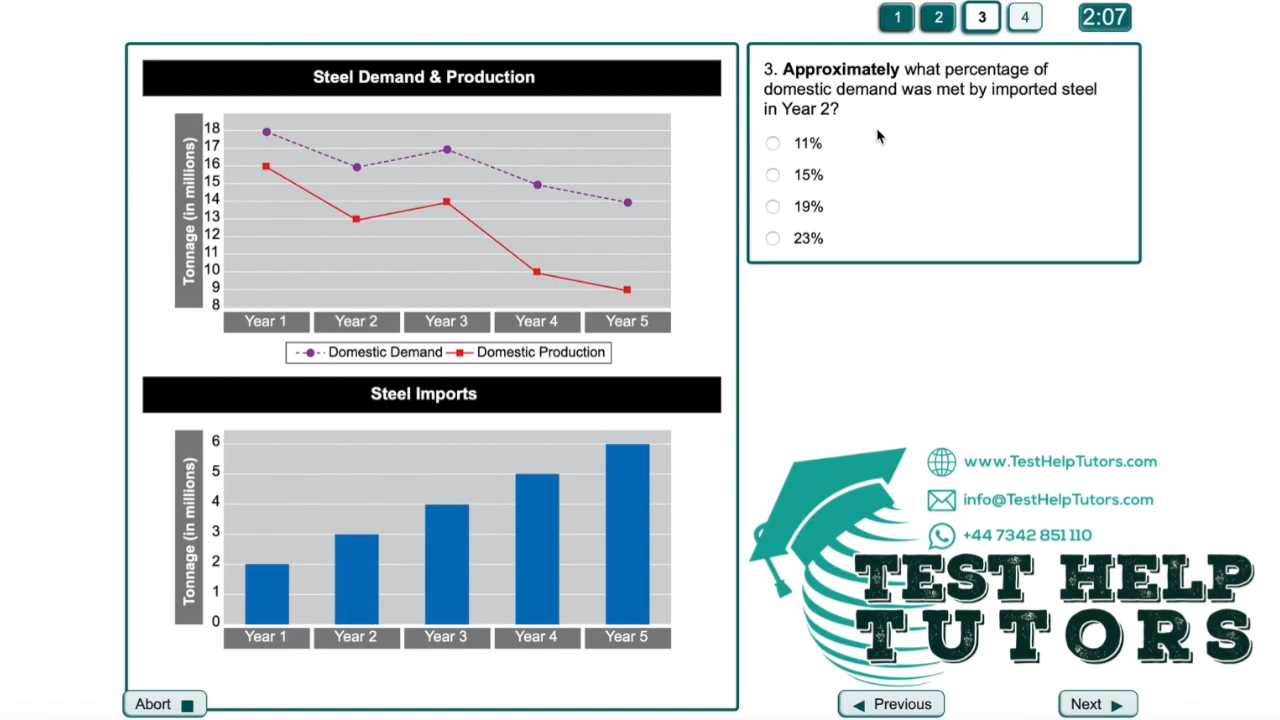 1 2 3 4 2:07
Steel Demand & Production
Tonnage (in millions)
18
17
16
15
14
13
12
11
10
9
8
Year 1 Year 2 Year 3 Year 4 Year 5
Domestic Demand Domestic Production
Steel Imports
Tonnage (in millions)
6
5
4
3
2
1
0
Year 1 Year 2 Year 3 Year 4 Year 5
3. Approximately what percentage of
domestic demand was met by imported steel
in Year 2?
11%
15%
19%
23%
www.TestHelpTutors.com
info@TestHelpTutors.com
+44 7342 851 110
TEST HELP
TUTORS
Abort
Previous
Next